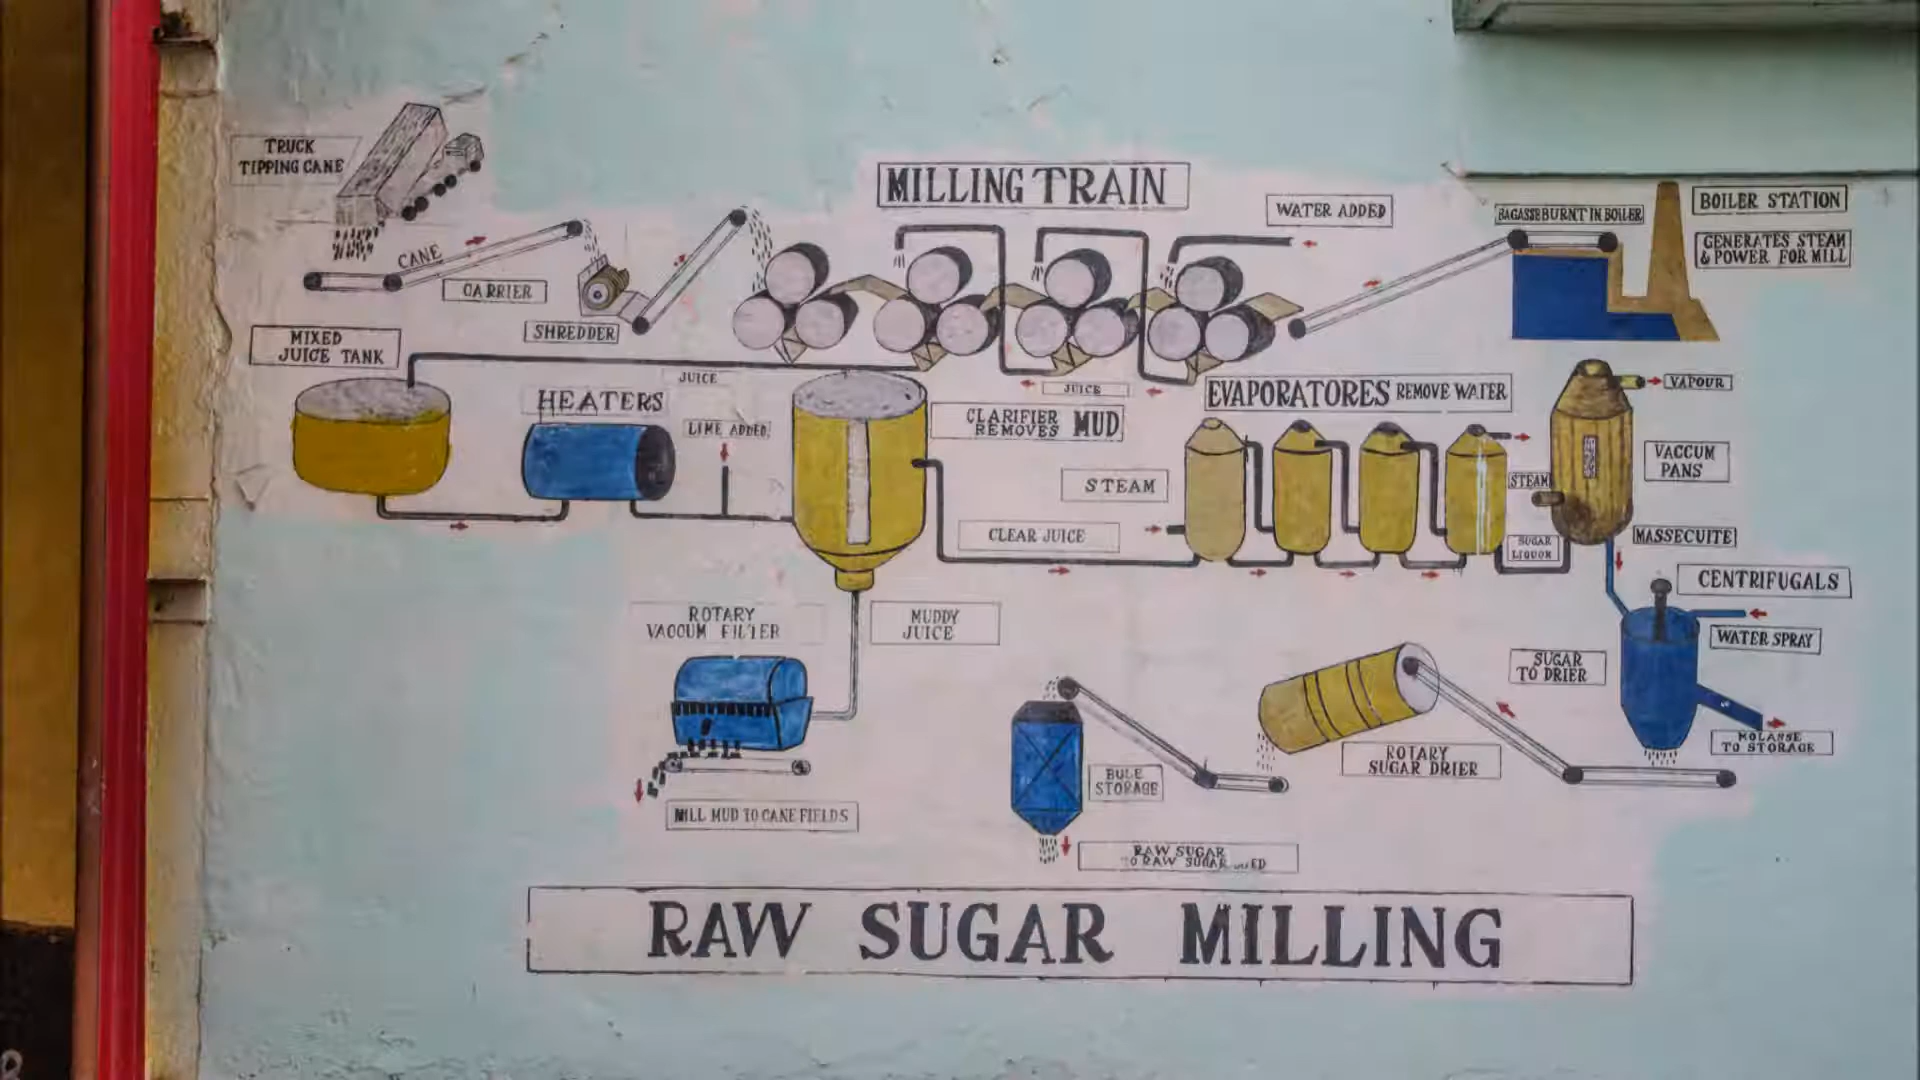 TRUCK
TIPPING CANE
MILLING TRAIN
WATER ADDED
BAGASSE BURNT IN BOILER
BOILER STATION
GENERATES STEAM
& POWER FOR MILL
CANE
CARRIER
SHREDDER
MIXED
JUICE TANK
JUICE
JUICE
HEATERS
LIME ADDED
CLARIFIER
REMOVES MUD
EVAPORATORES REMOVE WATER
VAPOUR
VACCUM
PANS
STEAM
STEAM
CLEAR JUICE
SUGAR
LIQUOR
MASSECUITE
CENTRIFUGALS
WATER SPRAY
ROTARY
VACCUM FILTER
MUDDY
JUICE
SUGAR
TO DRIER
MOLASSE
TO STORAGE
ROTARY
SUGAR DRIER
BULE
STORAGE
MILL MUD TO CANE FIELDS
RAW SUGAR
TO RAW SUGAR
RAW SUGAR MILLING